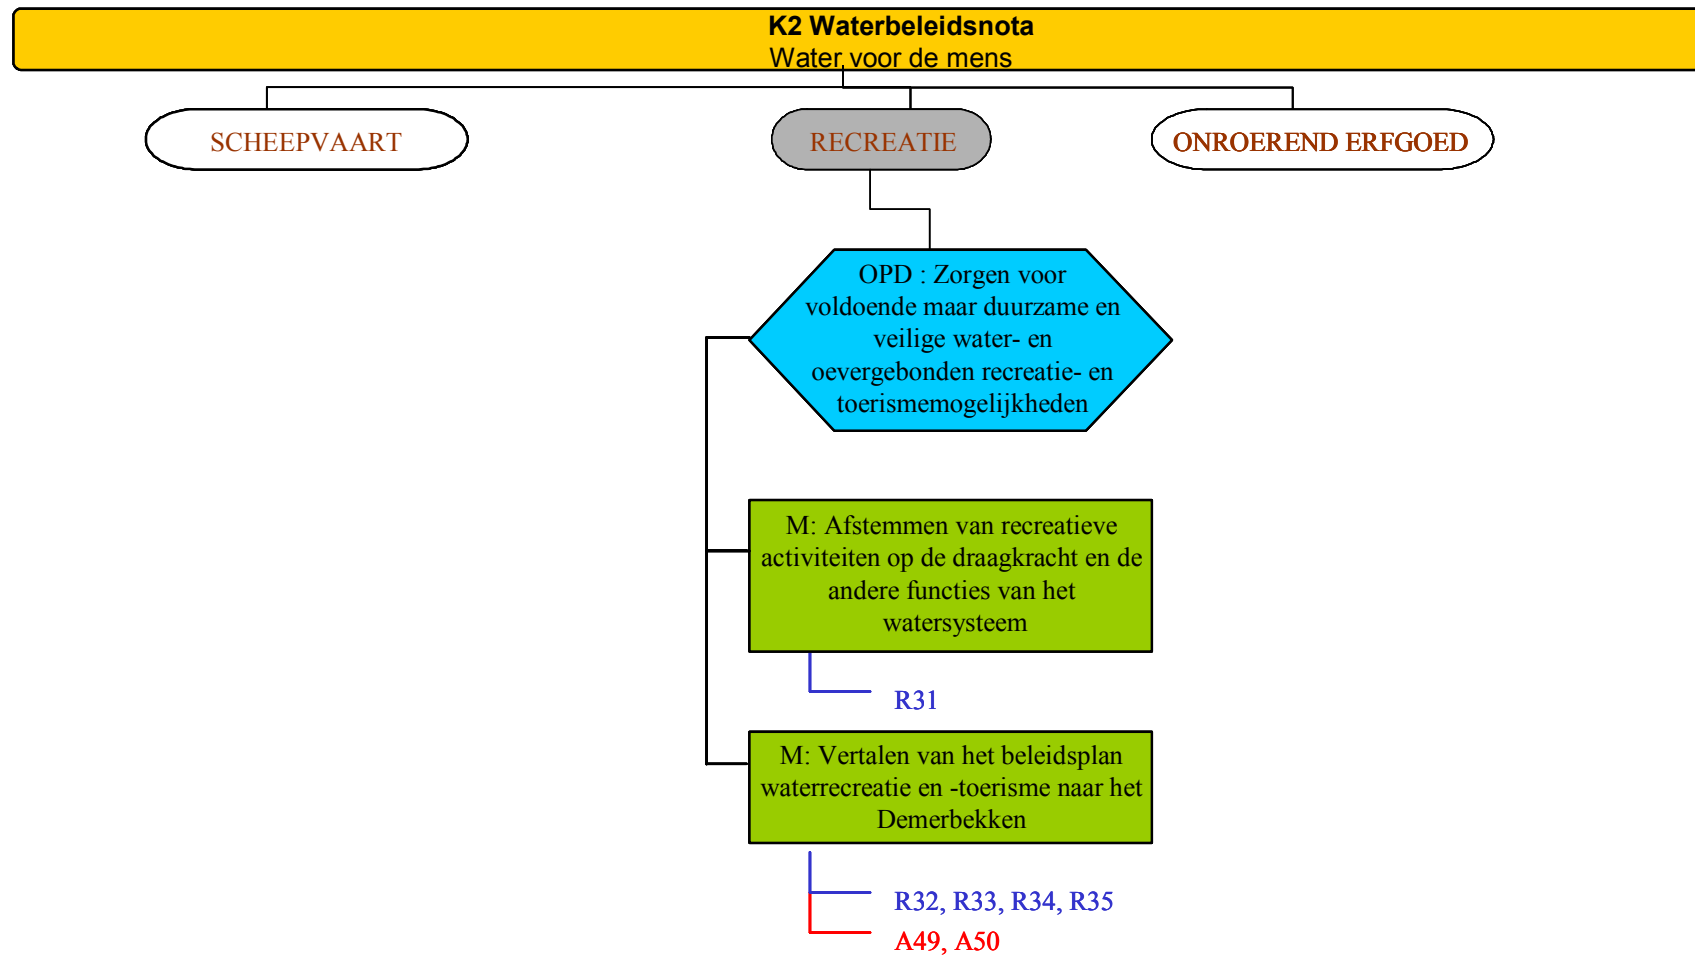 K2 Waterbeleidsnota
Water voor de mens
SCHEEPVAART
RECREATIE
ONROEREND ERFGOED
OPD : Zorgen voor
voldoende maar duurzame en
veilige water- en
oevergebonden recreatie- en
toerismemogelijkheden
M: Afstemmen van recreatieve
activiteiten op de draagkracht en de
andere functies van het
watersysteem
R31
M: Vertalen van het beleidsplan
waterrecreatie en -toerisme naar het
Demerbekken
R32, R33, R34, R35
A49, A50